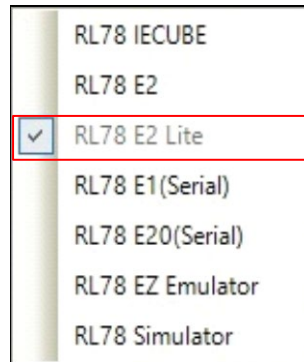 RL78 IECUBE
RL78 E2
RL78 E2 Lite
RL78 E1(Serial)
RL78 E20(Serial)
RL78 EZ Emulator
RL78 Simulator